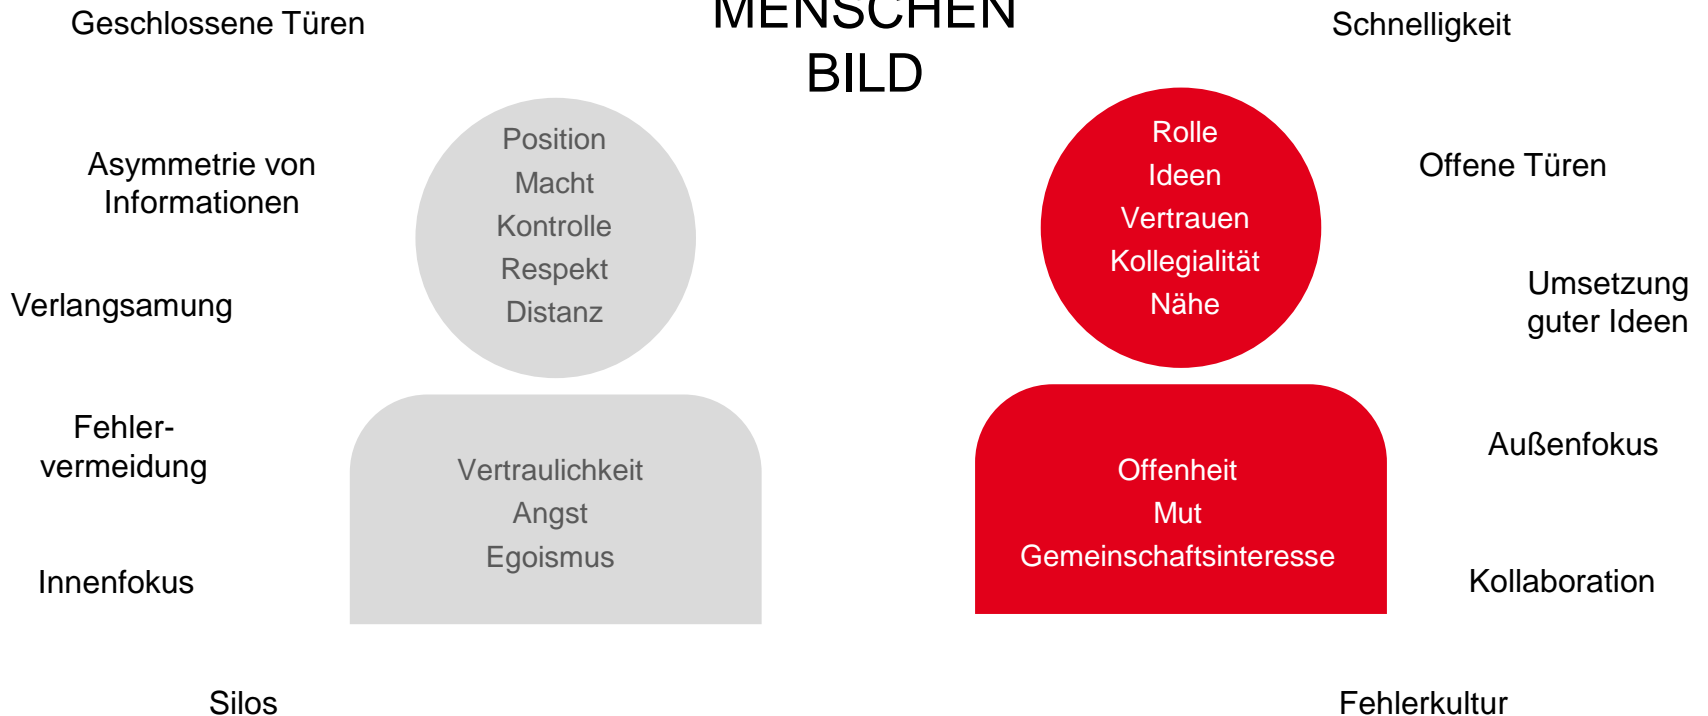 MENSCHEN
BILD
Geschlossene Türen
Asymmetrie von
Informationen
Verlangsamung
Fehler-
vermeidung
Innenfokus
Silos
Position
Macht
Kontrolle
Respekt
Distanz
Vertraulichkeit
Angst
Egoismus
Rolle
Ideen
Vertrauen
Kollegialität
Nähe
Offenheit
Mut
Gemeinschaftsinteresse
Schnelligkeit
Offene Türen
Umsetzung
guter Ideen
Außenfokus
Kollaboration
Fehlerkultur